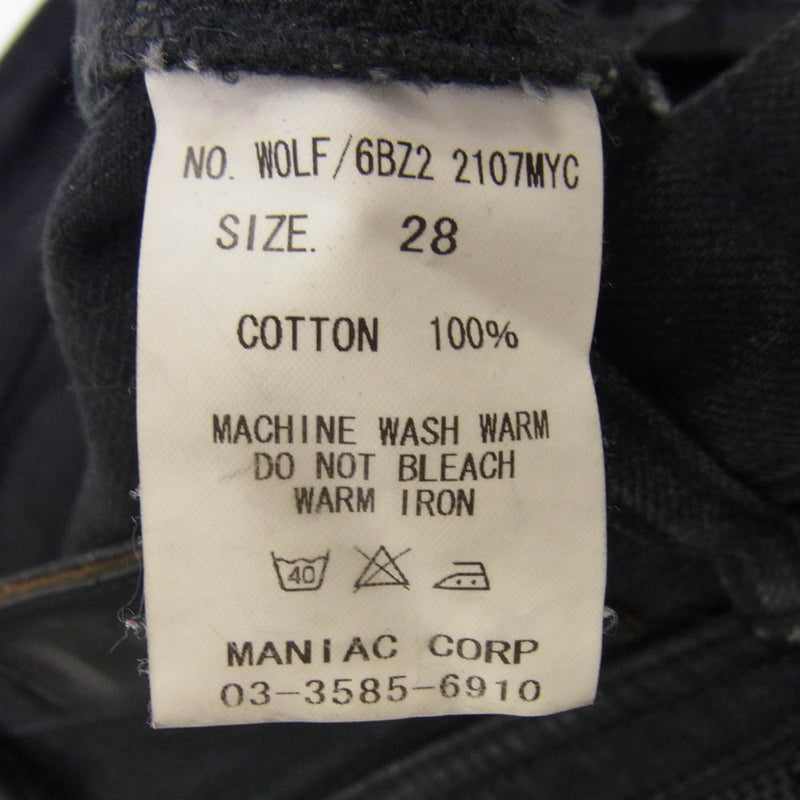 NO. WOLF/6BZ2 2107MYC
SIZE. 28
COTTON 100%
MACHINE WASH WARM
DO NOT BLEACH
WARM IRON
40
MANIAC CORP
03-3585-6910